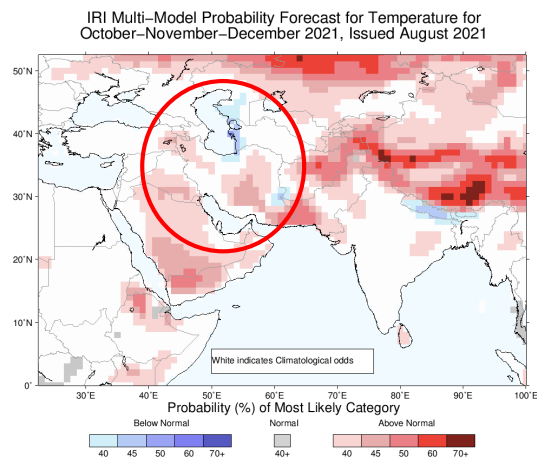 IRI Multi−Model Probability Forecast for Temperature for
October−November−December 2021, Issued August 2021
50˚N
40˚N
30˚N
20˚N
10˚N
0˚
White indicates Climatological odds
30˚E 40˚E 50˚E 60˚E 70˚E 80˚E 90˚E 100˚E
Probability (%) of Most Likely Category
Below Normal Normal Above Normal
40 45 50 60 70+ 40+ 40 45 50 60 70+